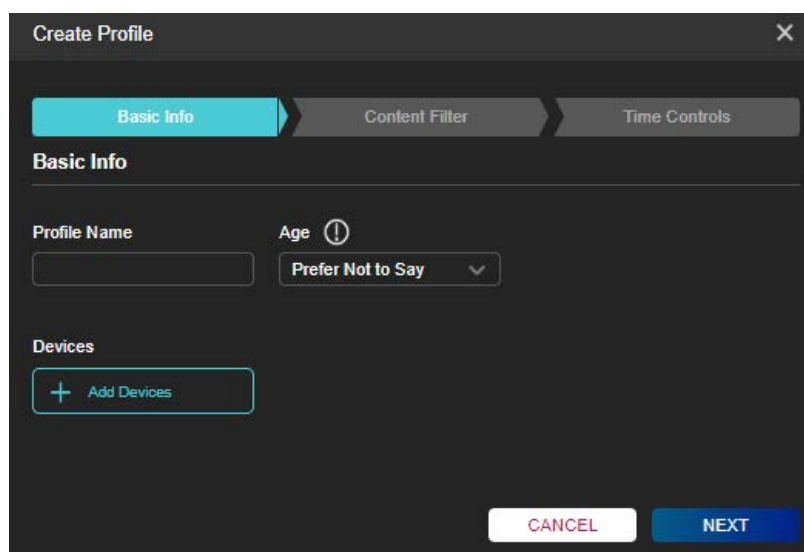 Create Profile
Basic Info Content Filter Time Controls
Basic Info
Profile Name Age
Prefer Not to Say
Devices
+ Add Devices
CANCEL NEXT